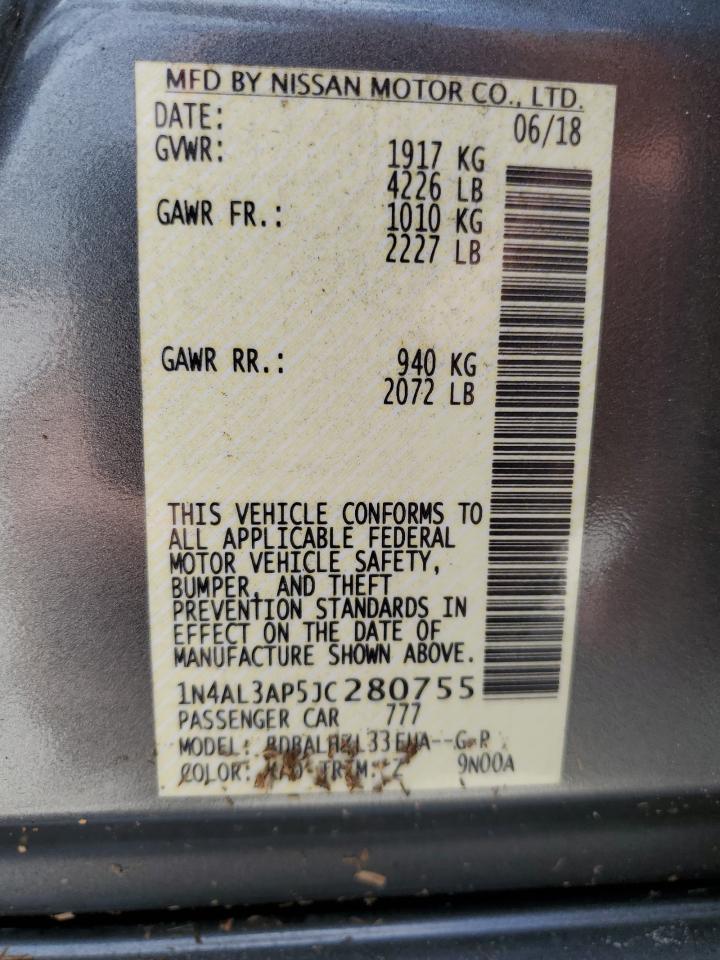 MFD BY NISSAN MOTOR CO., LTD.
DATE: 06/18
GVWR: 1917 KG
4226 LB
GAWR FR.: 1010 KG
2227 LB
GAWR RR.: 940 KG
2072 LB
THIS VEHICLE CONFORMS TO
ALL APPLICABLE FEDERAL
MOTOR VEHICLE SAFETY,
BUMPER, AND THEFT
PREVENTION STANDARDS IN
EFFECT ON THE DATE OF
MANUFACTURE SHOWN ABOVE.
1N4AL3AP5JC280755
PASSENGER CAR 777
MODEL:
COLOR: TRIM: Z 9N00A